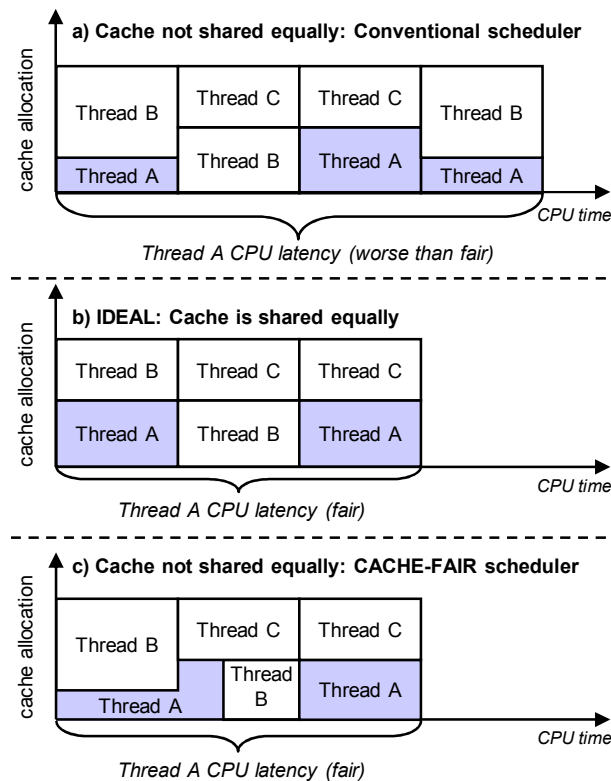 a) Cache not shared equally: Conventional scheduler
cache allocation
Thread B
Thread C
Thread C
Thread B
Thread A
Thread B
Thread A
Thread A
CPU time
Thread A CPU latency (worse than fair)
b) IDEAL: Cache is shared equally
cache allocation
Thread B
Thread C
Thread C
Thread A
Thread B
Thread A
CPU time
Thread A CPU latency (fair)
c) Cache not shared equally: CACHE-FAIR scheduler
cache allocation
Thread B
Thread C
Thread C
Thread A
Thread
B
Thread A
CPU time
Thread A CPU latency (fair)